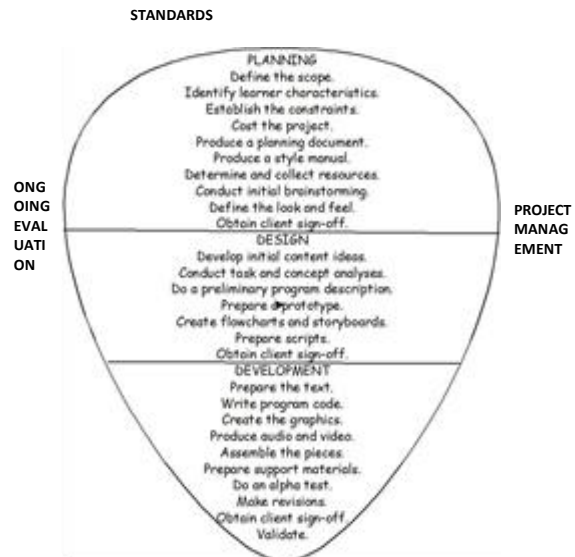 STANDARDS
PLANNING
Define the scope.
Identify learner characteristics.
Establish the constraints.
Cost the project.
Produce a planning document.
Produce a style manual.
Determine and collect resources.
Conduct initial brainstorming.
Define the look and feel.
Obtain client sign-off.
ONG
OING
EVAL
UATI
ON
PROJECT
MANAG
EMENT
DESIGN
Develop initial content ideas.
Conduct task and concept analyses.
Do a preliminary program description.
Prepare a prototype.
Create flowcharts and storyboards.
Prepare scripts.
Obtain client sign-off.
DEVELOPMENT
Prepare the text.
Write program code.
Create the graphics.
Produce audio and video.
Assemble the pieces.
Prepare support materials.
Do an alpha test.
Make revisions.
Obtain client sign-off.
Validate.